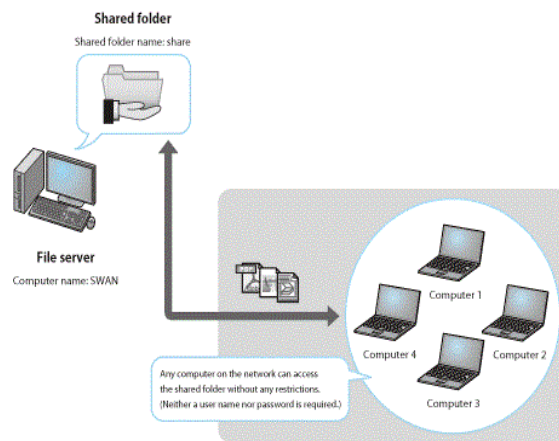 Shared folder
Shared folder name: share
File server
Computer name: SWAN
PDF
Computer 1
Computer 4
Computer 2
Computer 3
Any computer on the network can access
the shared folder without any restrictions.
(Neither a user name nor password is required.)